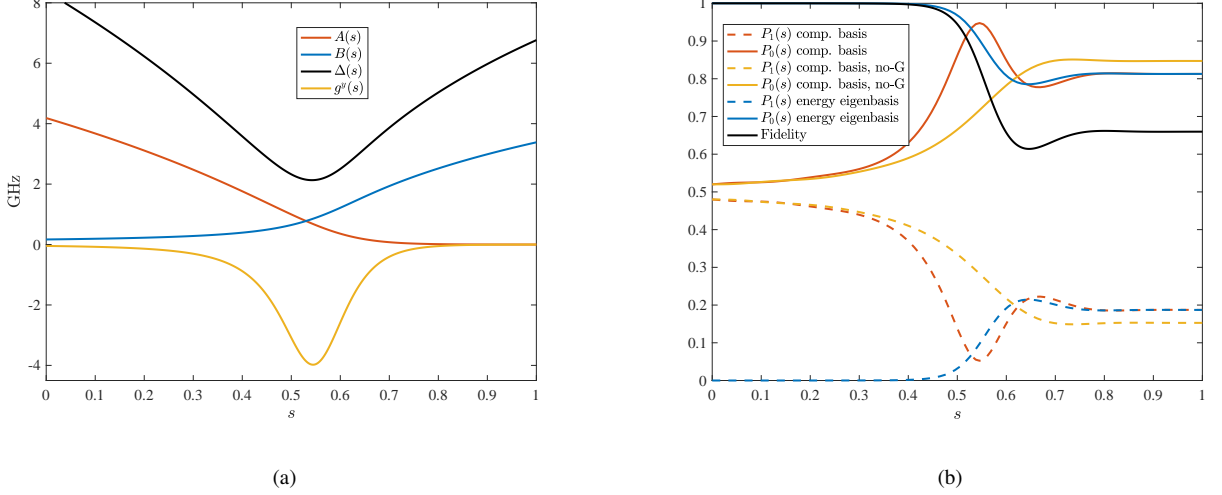 8
6
4
2
0
-2
-4
GHz
A(s)
B(s)
Δ(s)
g^y(s)
0 0.1 0.2 0.3 0.4 0.5 0.6 0.7 0.8 0.9 1
s
(a)
1
0.9
0.8
0.7
0.6
0.5
0.4
0.3
0.2
0.1
0
P_1(s) comp. basis
P_0(s) comp. basis
P_1(s) comp. basis, no-G
P_0(s) comp. basis, no-G
P_1(s) energy eigenbasis
P_0(s) energy eigenbasis
Fidelity
0 0.1 0.2 0.3 0.4 0.5 0.6 0.7 0.8 0.9 1
s
(b)